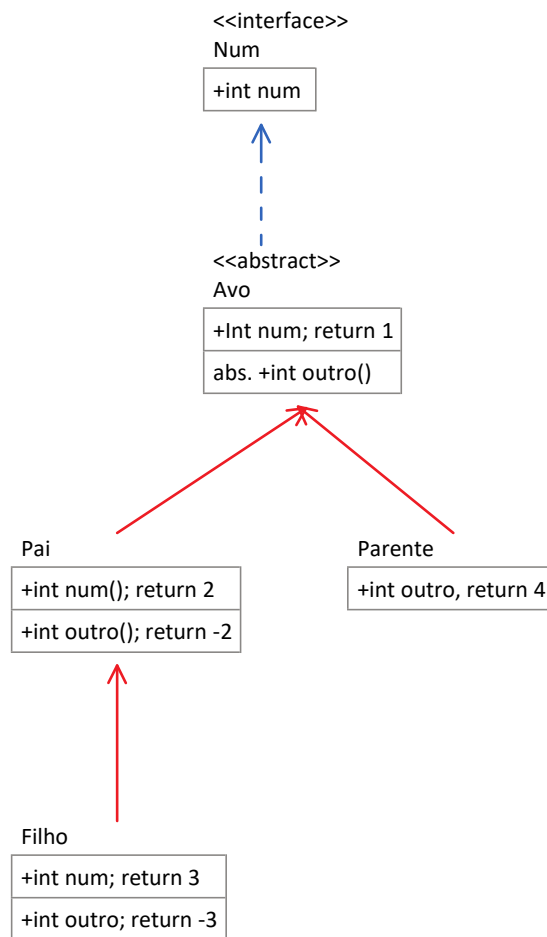 <<interface>>
Num
+int num
<<abstract>>
Avo
+Int num; return 1
abs. +int outro()
Pai
+int num(); return 2
+int outro(); return -2
Parente
+int outro, return 4
Filho
+int num; return 3
+int outro; return -3